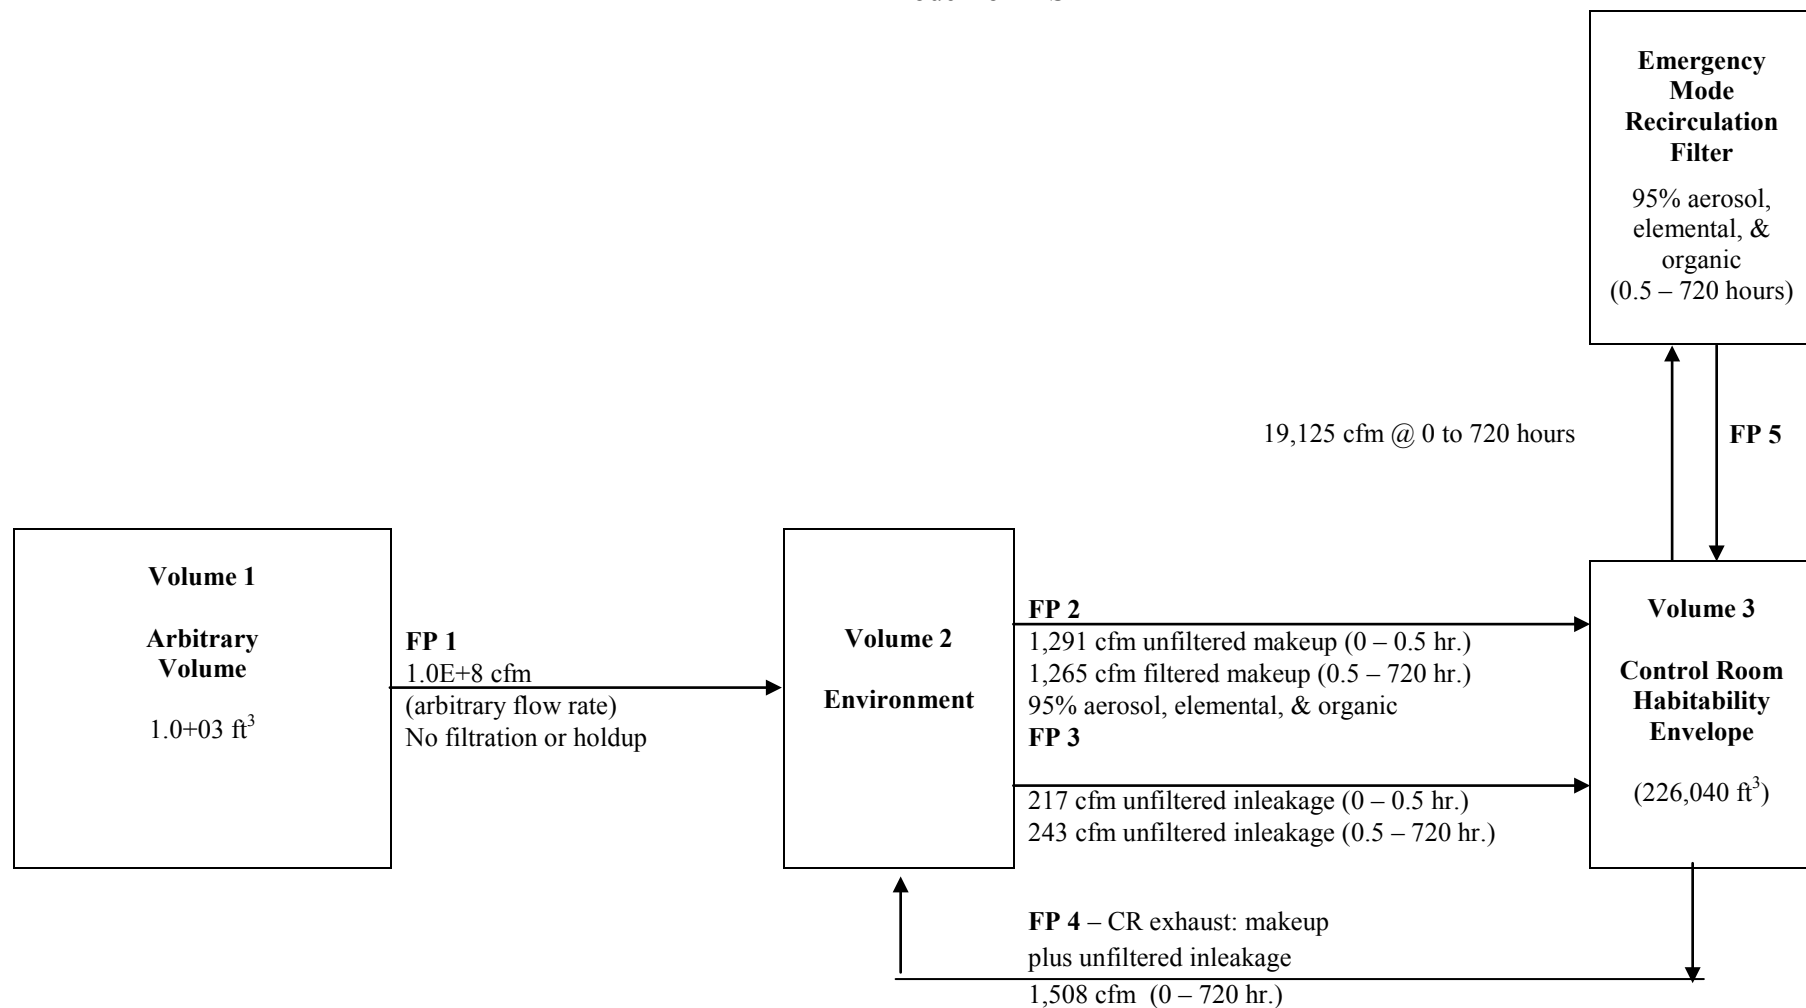 Emergency
Mode
Recirculation
Filter
95% aerosol,
elemental, &
organic
(0.5 – 720 hours)
19,125 cfm @ 0 to 720 hours
FP 5
Volume 1
Arbitrary
Volume
1.0+03 ft³
FP 1
1.0E+8 cfm
(arbitrary flow rate)
No filtration or holdup
Volume 2
Environment
FP 2
1,291 cfm unfiltered makeup (0 – 0.5 hr.)
1,265 cfm filtered makeup (0.5 – 720 hr.)
95% aerosol, elemental, & organic
FP 3
217 cfm unfiltered inleakage (0 – 0.5 hr.)
243 cfm unfiltered inleakage (0.5 – 720 hr.)
Volume 3
Control Room
Habitability
Envelope
(226,040 ft³)
FP 4 – CR exhaust: makeup
plus unfiltered inleakage
1,508 cfm (0 – 720 hr.)